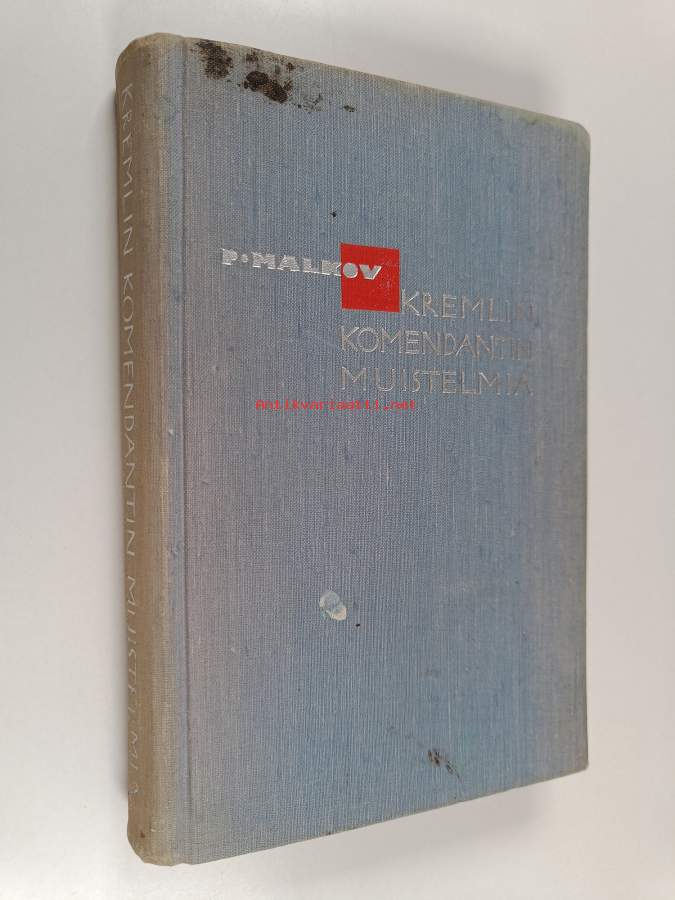 KREMLIN KOMENDANTIN MUISTELMIA
P·MALKOV
KREMLIN
KOMENDANTIN
MUISTELMIA
Antikvariaatti.net